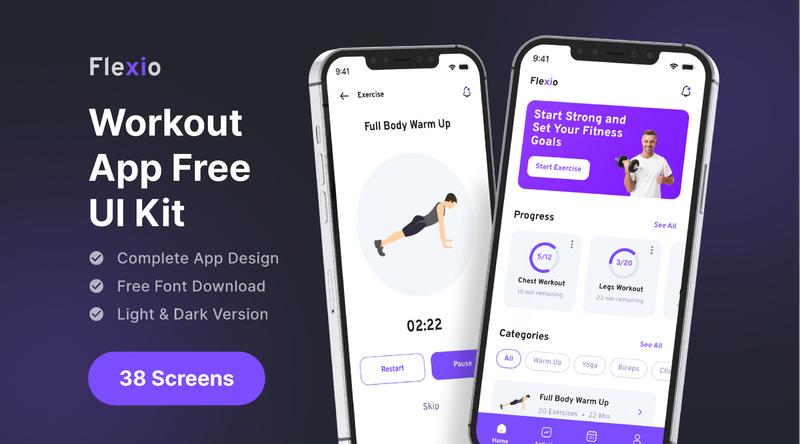 Flexio
Workout
App Free
UI Kit
Complete App Design
Free Font Download
Light & Dark Version
38 Screens
9:41
Exercise
Full Body Warm Up
02:22
Restart
Pause
Skip
9:41
Flexio
Start Strong and
Set Your Fitness
Goals
Start Exercise
Progress
See All
5/12
Chest Workout
15 min remaining
3/20
Legs Workout
23 min remaining
Categories
See All
All
Warm Up
Yoga
Biceps
Full Body Warm Up
20 Exercises • 22 Min
Home